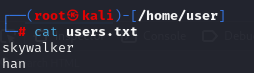 ┌──(root㉿kali)-[/home/user]
└─# cat users.txt
skywalker
han